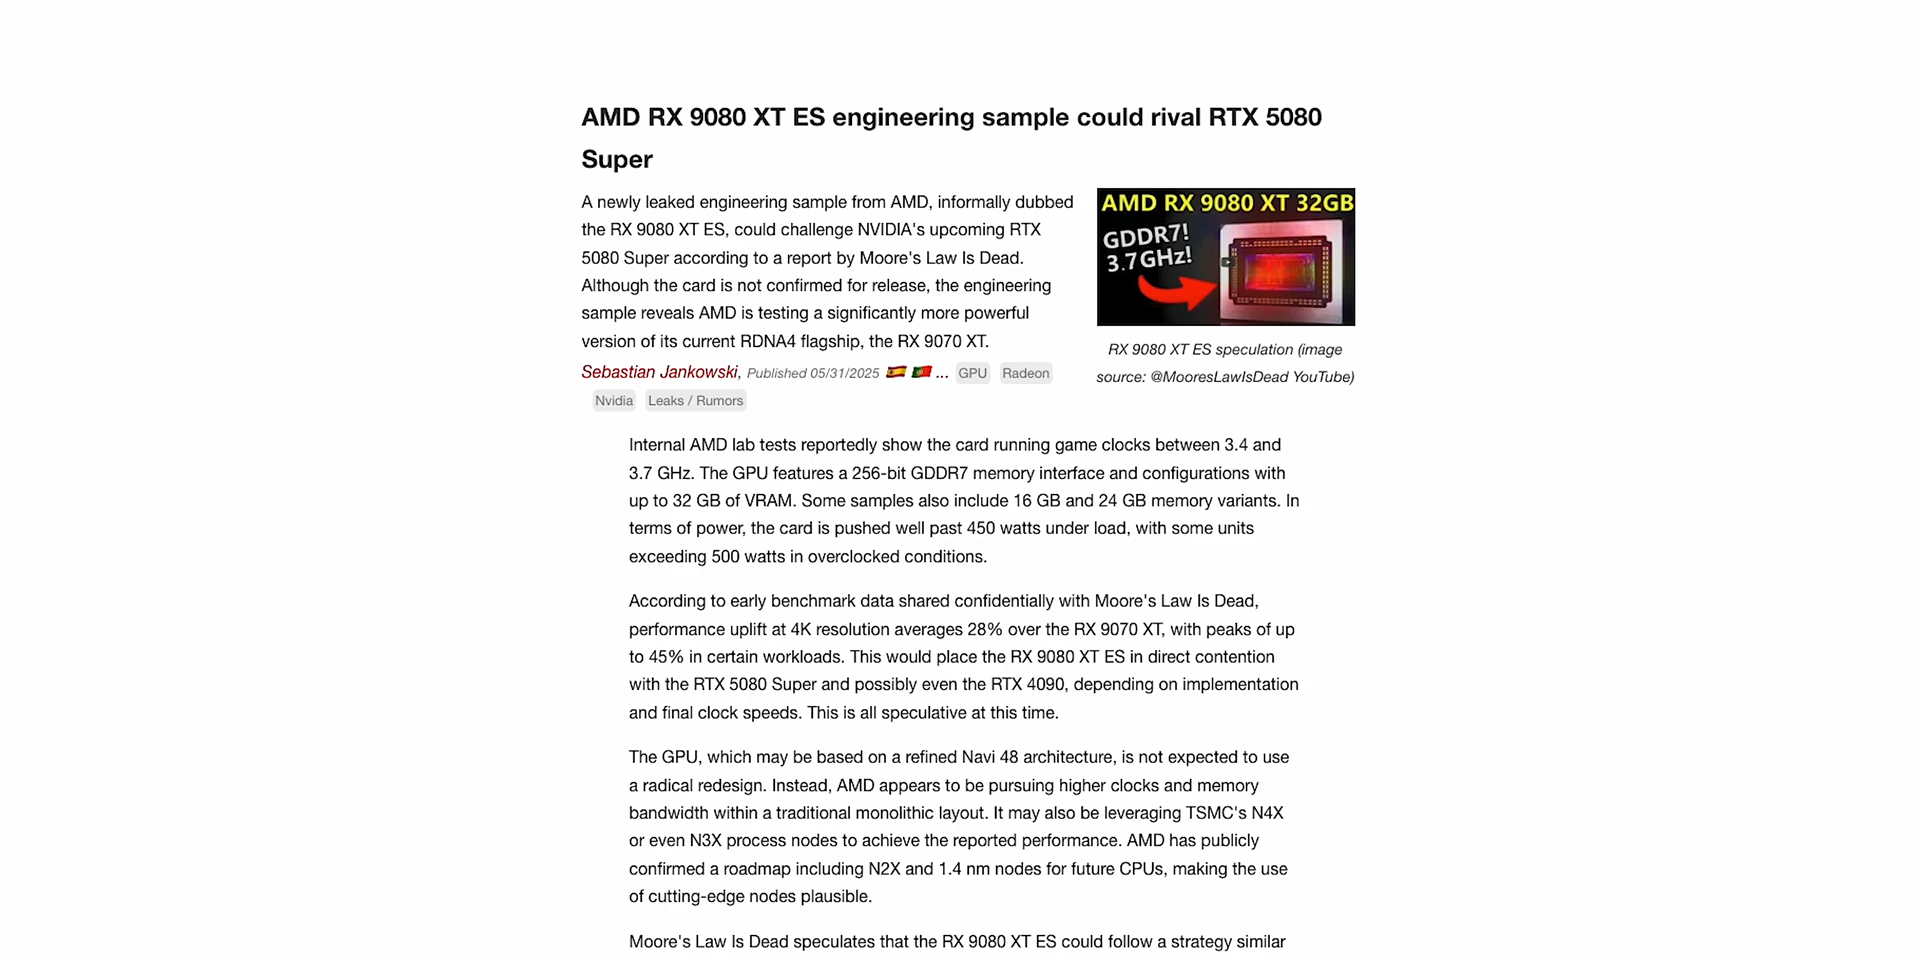 AMD RX 9080 XT ES engineering sample could rival RTX 5080
Super
A newly leaked engineering sample from AMD, informally dubbed
the RX 9080 XT ES, could challenge NVIDIA's upcoming RTX
5080 Super according to a report by Moore's Law Is Dead.
Although the card is not confirmed for release, the engineering
sample reveals AMD is testing a significantly more powerful
version of its current RDNA4 flagship, the RX 9070 XT.
Sebastian Jankowski, Published 05/31/2025 🇪🇸 🇵🇹 ... GPU Radeon
Nvidia Leaks / Rumors
AMD RX 9080 XT 32GB
GDDR7!
3.7GHz!
RX 9080 XT ES speculation (image
source: @MooresLawIsDead YouTube)
Internal AMD lab tests reportedly show the card running game clocks between 3.4 and
3.7 GHz. The GPU features a 256-bit GDDR7 memory interface and configurations with
up to 32 GB of VRAM. Some samples also include 16 GB and 24 GB memory variants. In
terms of power, the card is pushed well past 450 watts under load, with some units
exceeding 500 watts in overclocked conditions.
According to early benchmark data shared confidentially with Moore's Law Is Dead,
performance uplift at 4K resolution averages 28% over the RX 9070 XT, with peaks of up
to 45% in certain workloads. This would place the RX 9080 XT ES in direct contention
with the RTX 5080 Super and possibly even the RTX 4090, depending on implementation
and final clock speeds. This is all speculative at this time.
The GPU, which may be based on a refined Navi 48 architecture, is not expected to use
a radical redesign. Instead, AMD appears to be pursuing higher clocks and memory
bandwidth within a traditional monolithic layout. It may also be leveraging TSMC's N4X
or even N3X process nodes to achieve the reported performance. AMD has publicly
confirmed a roadmap including N2X and 1.4 nm nodes for future CPUs, making the use
of cutting-edge nodes plausible.
Moore's Law Is Dead speculates that the RX 9080 XT ES could follow a strategy similar